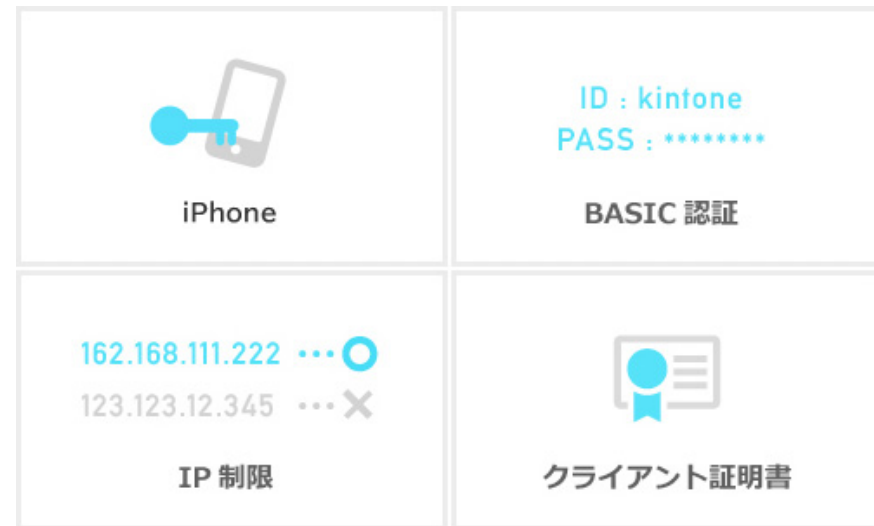 iPhone
ID : kintone
PASS : ********
BASIC 認証
162.168.111.222 ···○
123.123.12.345 ···×
IP 制限
クライアント証明書